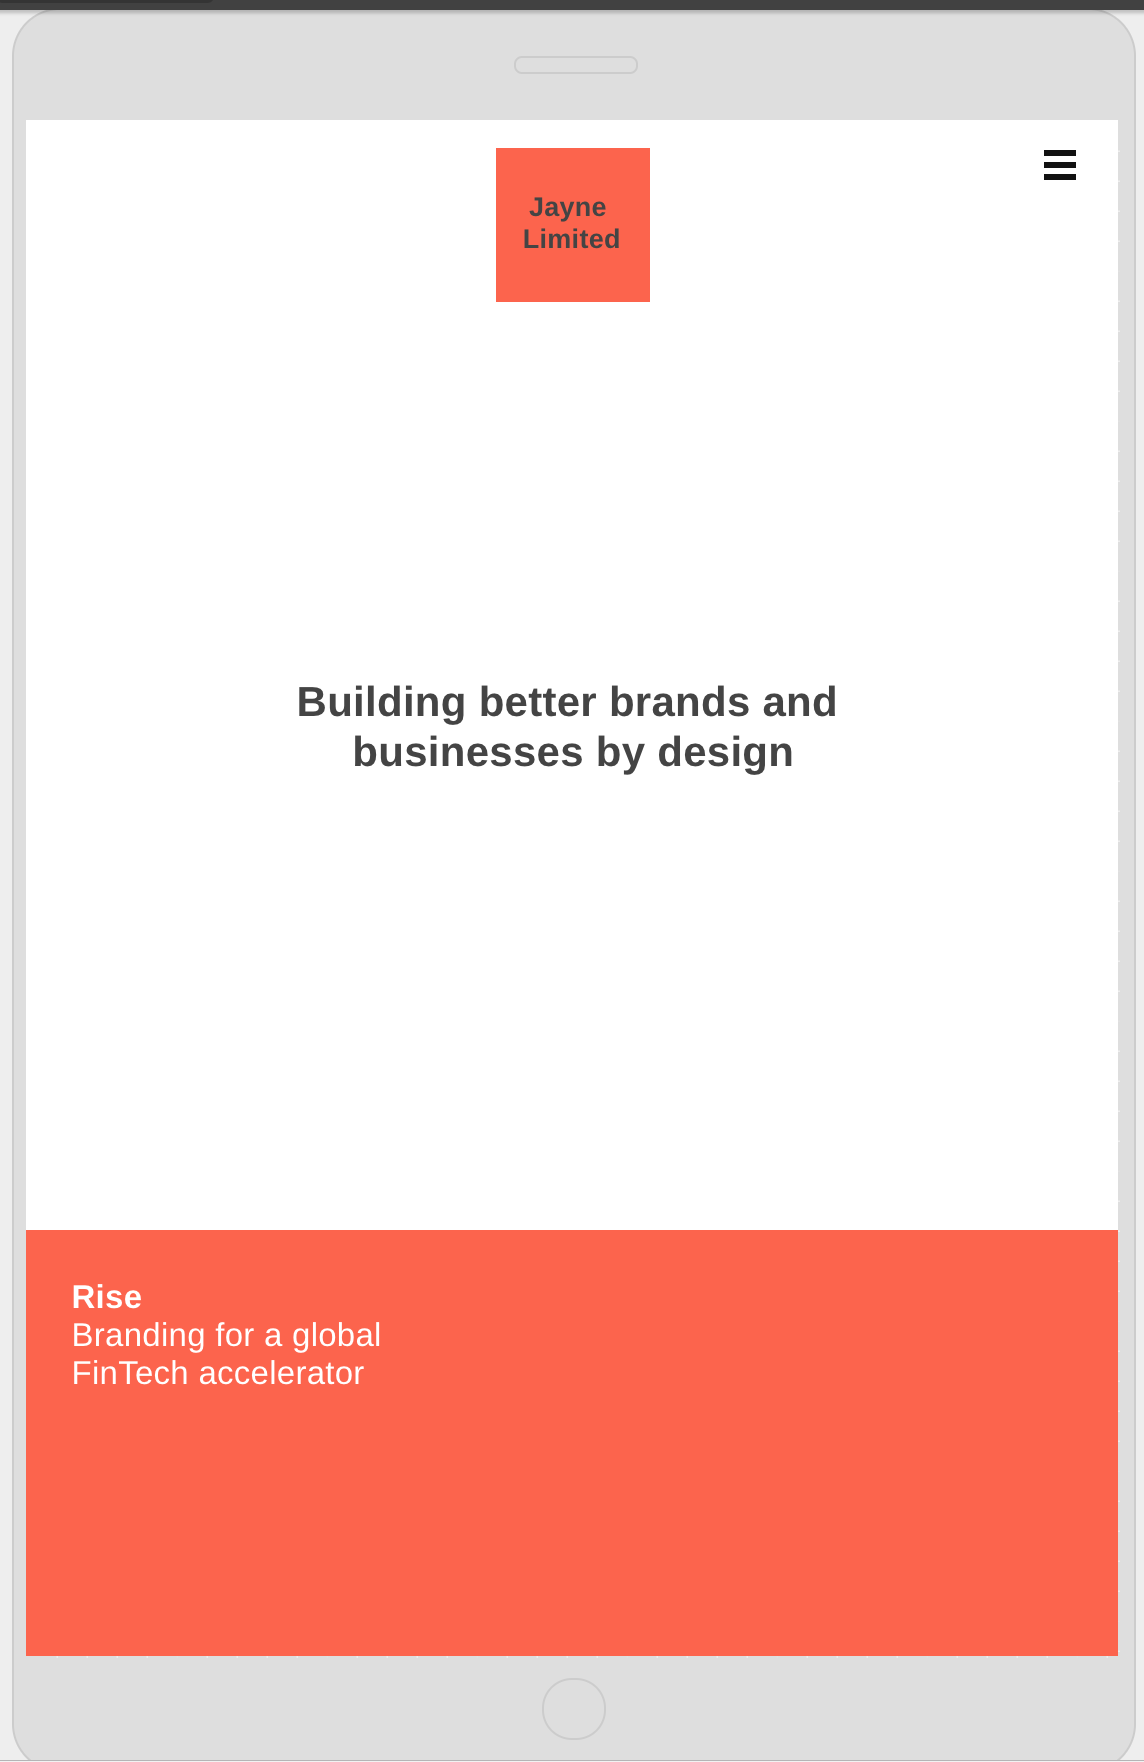 Jayne
Limited
Building better brands and
businesses by design
Rise
Branding for a global
FinTech accelerator